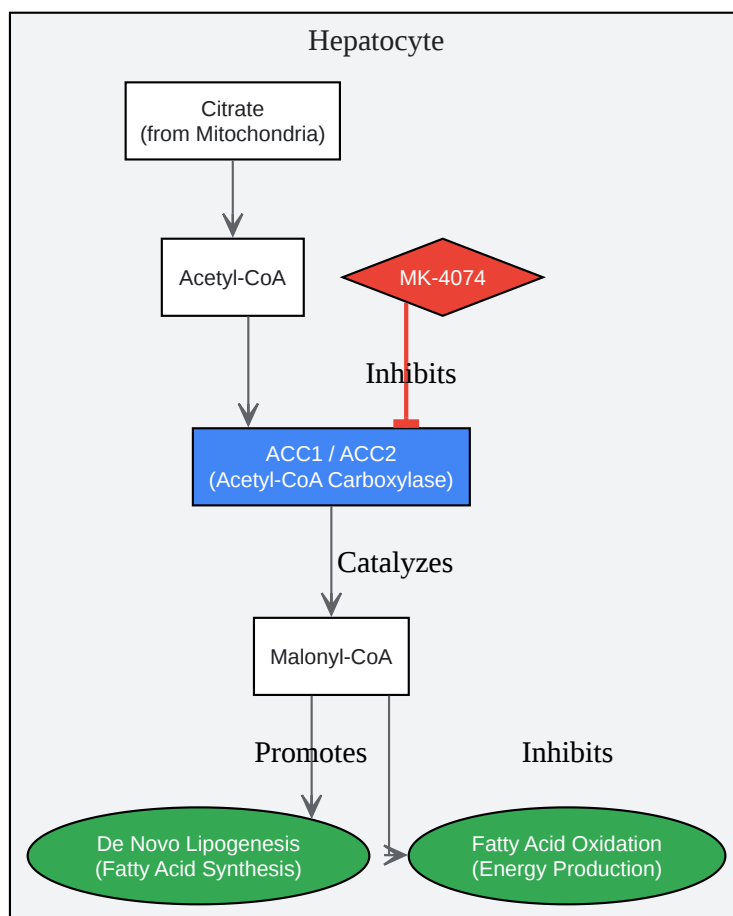 Hepatocyte
Citrate
(from Mitochondria)
Acetyl-CoA
MK-4074
Inhibits
ACC1 / ACC2
(Acetyl-CoA Carboxylase)
Catalyzes
Malonyl-CoA
Promotes
Inhibits
De Novo Lipogenesis
(Fatty Acid Synthesis)
Fatty Acid Oxidation
(Energy Production)